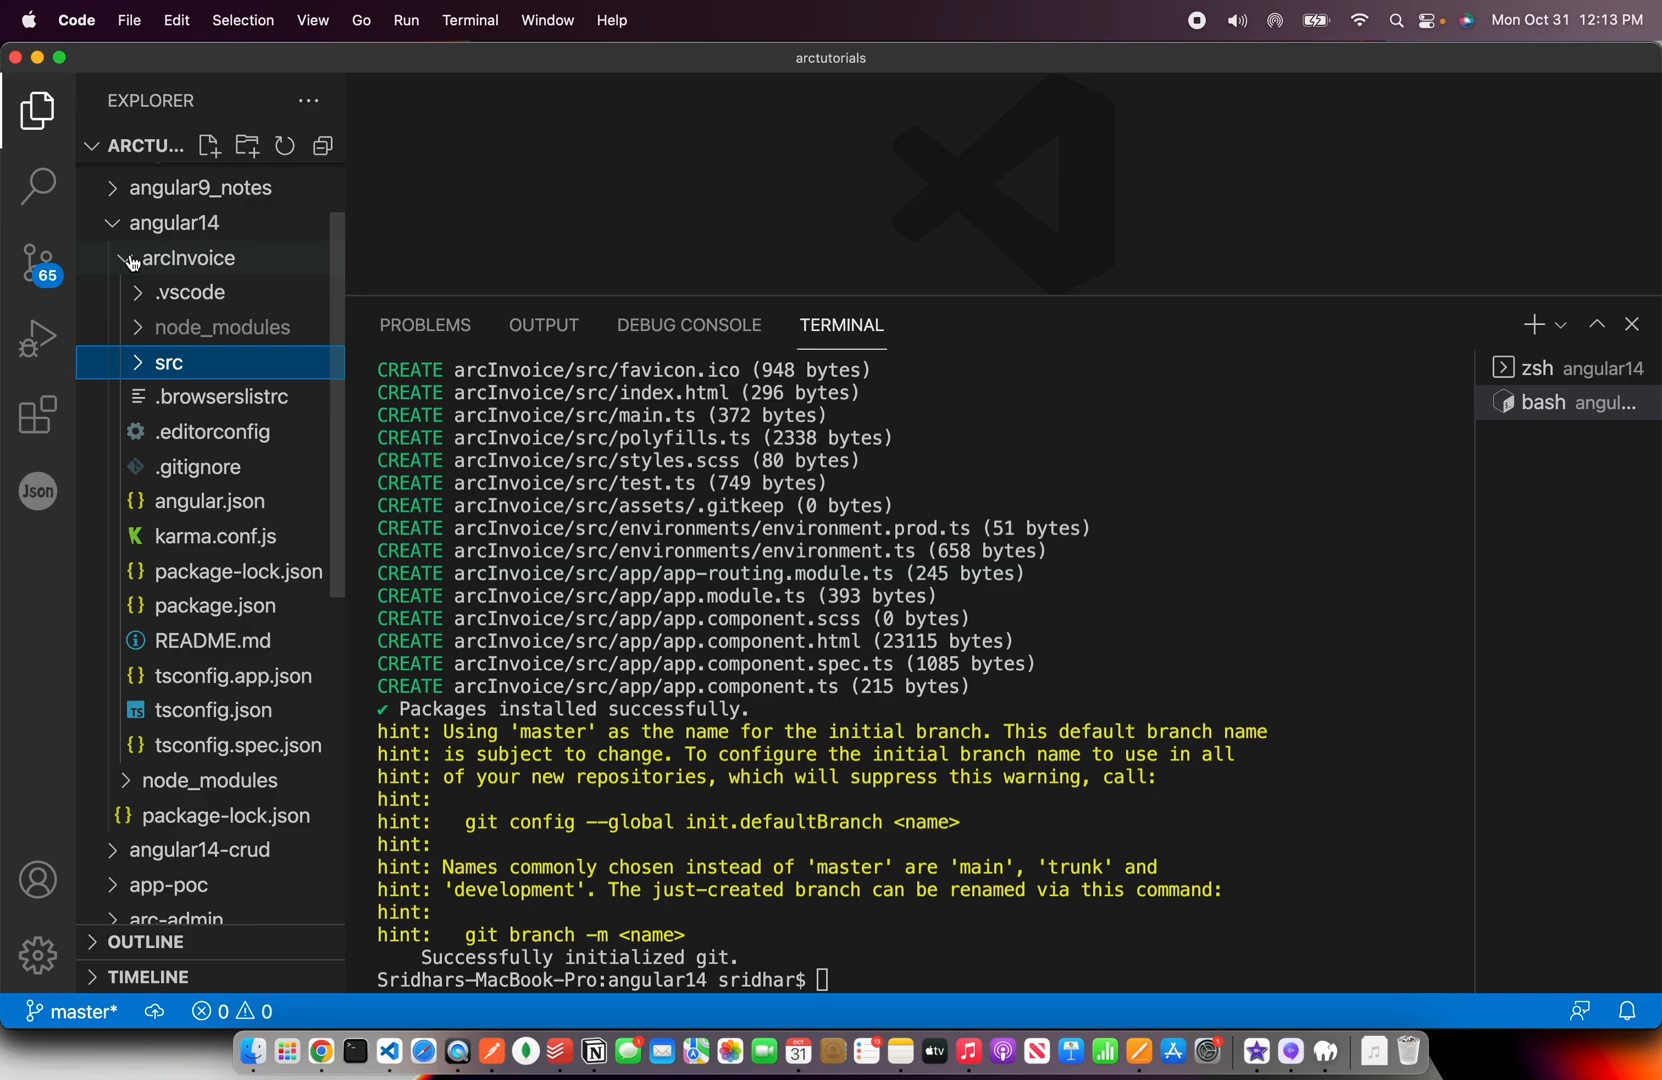 Code File Edit Selection View Go Run Terminal Window Help Mon Oct 31 12:13 PM
arctutorials
EXPLORER
ARCTU...
angular9_notes
angular14
arcInvoice
.vscode
node_modules
src
.browserslistrc
.editorconfig
.gitignore
angular.json
karma.conf.js
package-lock.json
package.json
README.md
tsconfig.app.json
tsconfig.json
tsconfig.spec.json
node_modules
package-lock.json
angular14-crud
app-poc
arc-admin
OUTLINE
TIMELINE
65
Json
PROBLEMS OUTPUT DEBUG CONSOLE TERMINAL
CREATE arcInvoice/src/favicon.ico (948 bytes)
CREATE arcInvoice/src/index.html (296 bytes)
CREATE arcInvoice/src/main.ts (372 bytes)
CREATE arcInvoice/src/polyfills.ts (2338 bytes)
CREATE arcInvoice/src/styles.scss (80 bytes)
CREATE arcInvoice/src/test.ts (749 bytes)
CREATE arcInvoice/src/assets/.gitkeep (0 bytes)
CREATE arcInvoice/src/environments/environment.prod.ts (51 bytes)
CREATE arcInvoice/src/environments/environment.ts (658 bytes)
CREATE arcInvoice/src/app/app-routing.module.ts (245 bytes)
CREATE arcInvoice/src/app/app.module.ts (393 bytes)
CREATE arcInvoice/src/app/app.component.scss (0 bytes)
CREATE arcInvoice/src/app/app.component.html (23115 bytes)
CREATE arcInvoice/src/app/app.component.spec.ts (1085 bytes)
CREATE arcInvoice/src/app/app.component.ts (215 bytes)
✔ Packages installed successfully.
hint: Using 'master' as the name for the initial branch. This default branch name
hint: is subject to change. To configure the initial branch name to use in all
hint: of your new repositories, which will suppress this warning, call:
hint:
hint: git config --global init.defaultBranch <name>
hint:
hint: Names commonly chosen instead of 'master' are 'main', 'trunk' and
hint: 'development'. The just-created branch can be renamed via this command:
hint:
hint: git branch -m <name>
Successfully initialized git.
Sridhars-MacBook-Pro:angular14 sridhar$
zsh angular14
bash angul...
master* 0 0